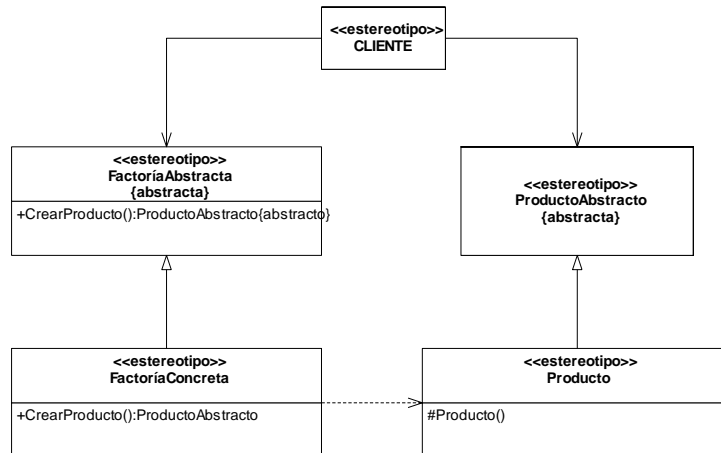 <<estereotipo>>
CLIENTE
<<estereotipo>>
FactoríaAbstracta
{abstracta}
+CrearProducto():ProductoAbstracto{abstracto}
<<estereotipo>>
ProductoAbstracto
{abstracta}
<<estereotipo>>
FactoríaConcreta
+CrearProducto():ProductoAbstracto
<<estereotipo>>
Producto
#Producto()